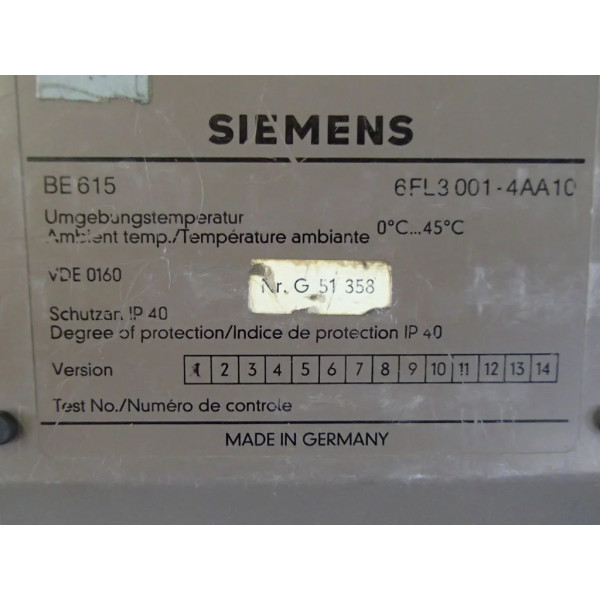 SIEMENS
BE 615 6FL3 001-4AA10
Umgebungstemperatur
Ambient temp./Température ambiante 0°C...45°C
VDE 0160
Nr. G 51 358
Schutzart IP 40
Degree of protection/Indice de protection IP 40
Version 1 2 3 4 5 6 7 8 9 10 11 12 13 14
Test No./Numéro de controle
MADE IN GERMANY